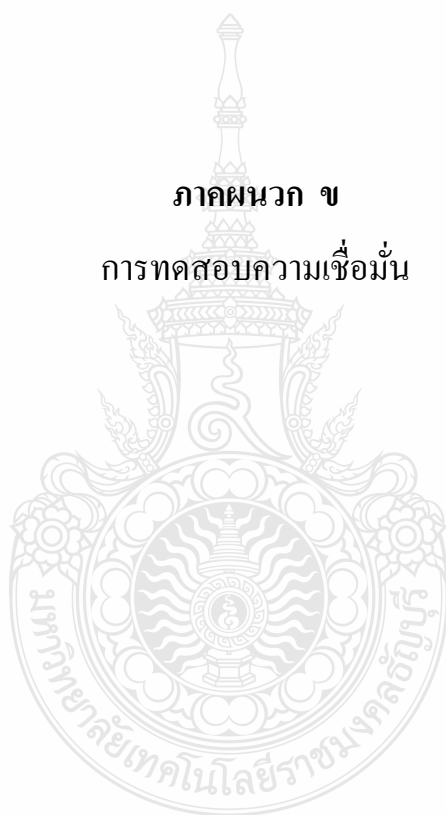 ภาคผนวก ข
การทดสอบความเชื่อมั่น
มหาวิทยาลัยเทคโนโลยีราชมงคลธัญบุรี